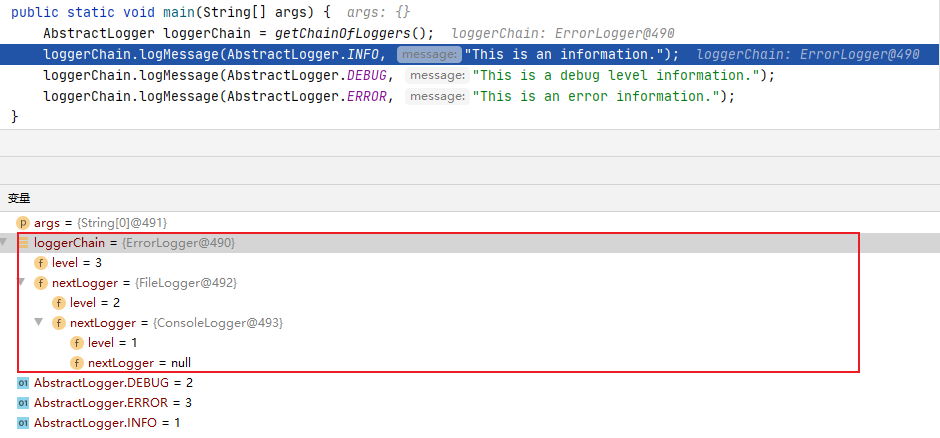 public static void main(String[] args) {  args: {}
AbstractLogger loggerChain = getChainOfLoggers();  loggerChain: ErrorLogger@490
loggerChain.logMessage(AbstractLogger.INFO,  message: "This is an information.");  loggerChain: ErrorLogger@490
loggerChain.logMessage(AbstractLogger.DEBUG,  message: "This is a debug level information.");
loggerChain.logMessage(AbstractLogger.ERROR,  message: "This is an error information.");
}
变量
p args = {String[0]@491}
loggerChain = {ErrorLogger@490}
f level = 3
f nextLogger = {FileLogger@492}
f level = 2
f nextLogger = {ConsoleLogger@493}
f level = 1
f nextLogger = null
01 AbstractLogger.DEBUG = 2
01 AbstractLogger.ERROR = 3
01 AbstractLogger.INFO = 1